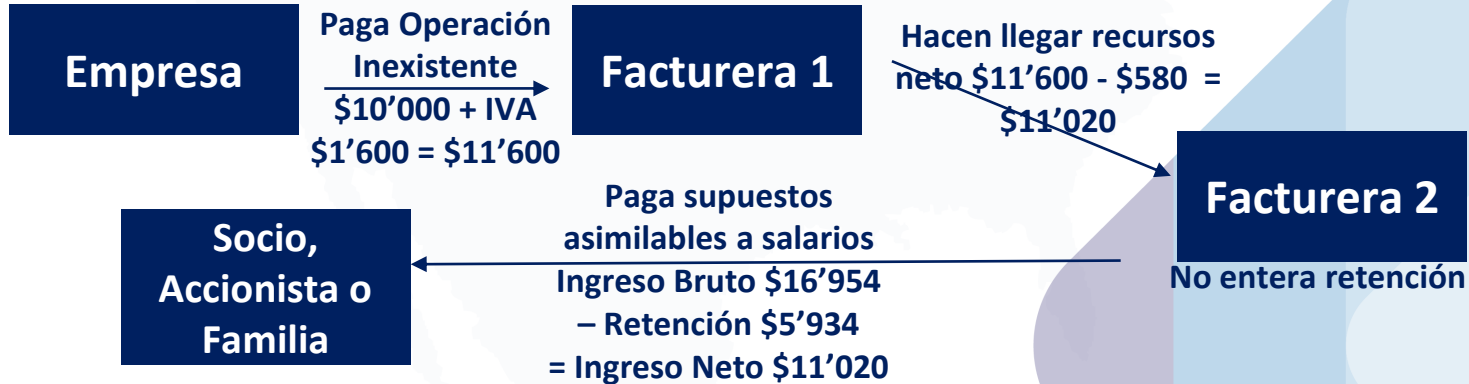 Empresa
Paga Operación
Inexistente
$10’000 + IVA
$1’600 = $11’600
Facturera 1
Hacen llegar recursos
neto $11’600 - $580 =
$11’020
Facturera 2
No entera retención
Paga supuestos
asimilables a salarios
Ingreso Bruto $16’954
– Retención $5’934
= Ingreso Neto $11’020
Socio,
Accionista o
Familia